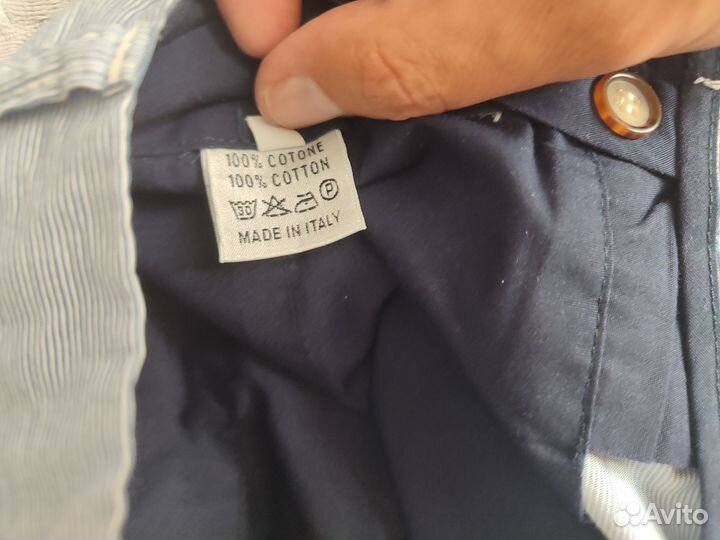 100% COTONE
100% COTTON
30 P
MADE IN ITALY
Avito